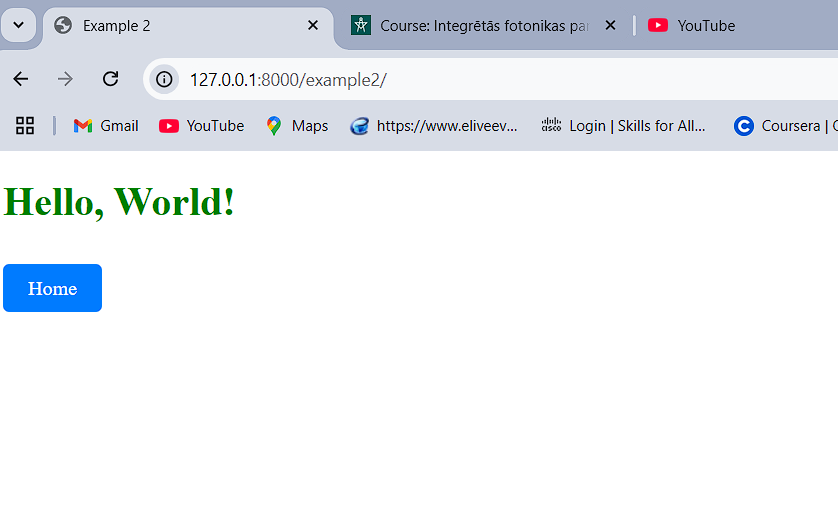 Example 2
Course: Integrētās fotonikas pa
YouTube
127.0.0.1:8000/example2/
Gmail
YouTube
Maps
https://www.eliveev...
cisco
Login | Skills for All...
Coursera |
Hello, World!
Home